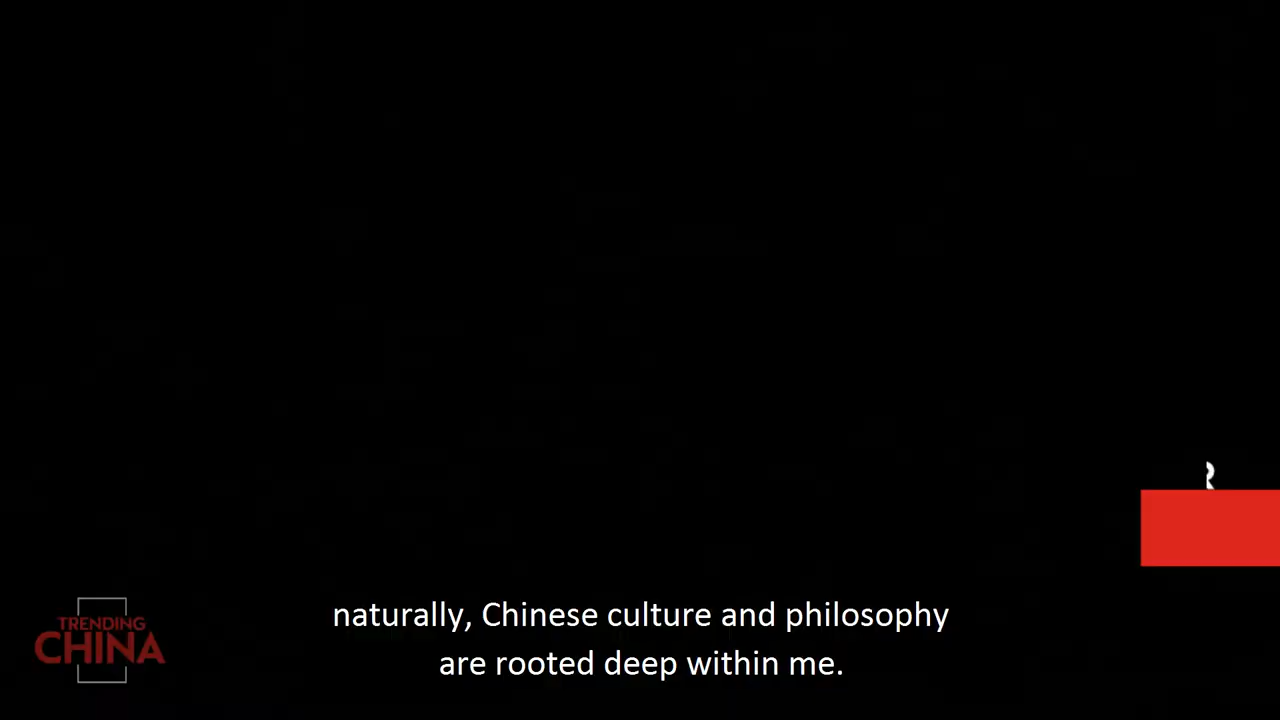 naturally, Chinese culture and philosophy
are rooted deep within me.
TRENDING
CHINA